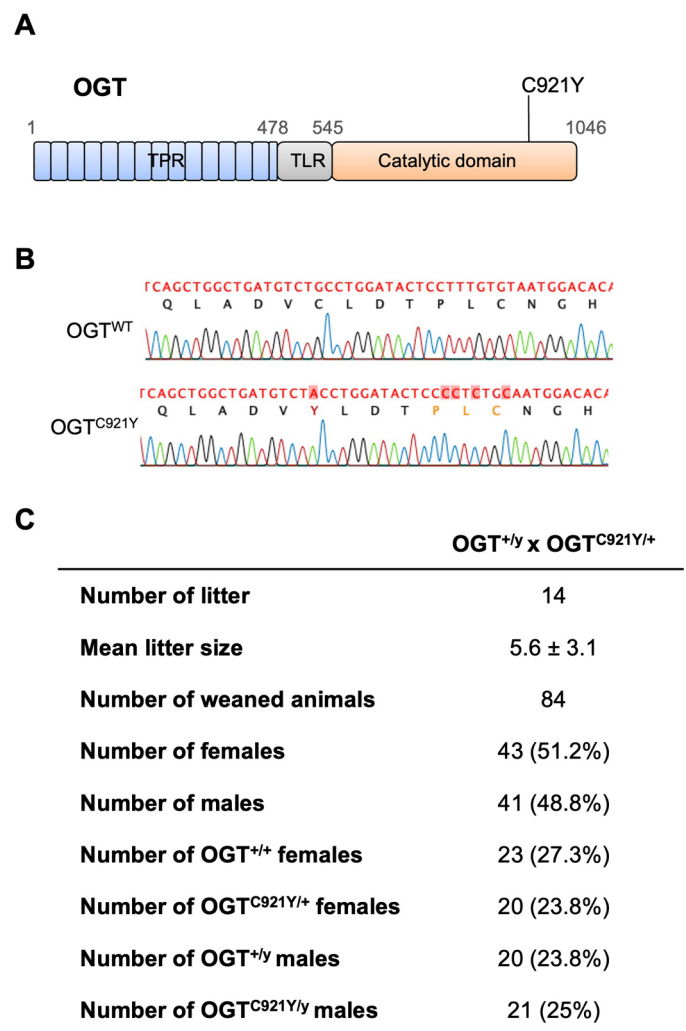 A
OGT
C921Y
1
478
545
1046
TPR
TLR
Catalytic domain
B
TCAGCTGGCTGATGTCTGCCTGGATACTCCTTTGTGTAATGGACACA
Q L A D V C L D T P L C N G H
OGTWT
TCAGCTGGCTGATGTCTACCTGGATACTCCCCTCTGCAATGGACACA
Q L A D V Y L D T P L C N G H
OGTC921Y
C
OGT+/y x OGTC921Y/+
Number of litter 14
Mean litter size 5.6 ± 3.1
Number of weaned animals 84
Number of females 43 (51.2%)
Number of males 41 (48.8%)
Number of OGT+/+ females 23 (27.3%)
Number of OGTC921Y/+ females 20 (23.8%)
Number of OGT+/y males 20 (23.8%)
Number of OGTC921Y/y males 21 (25%)